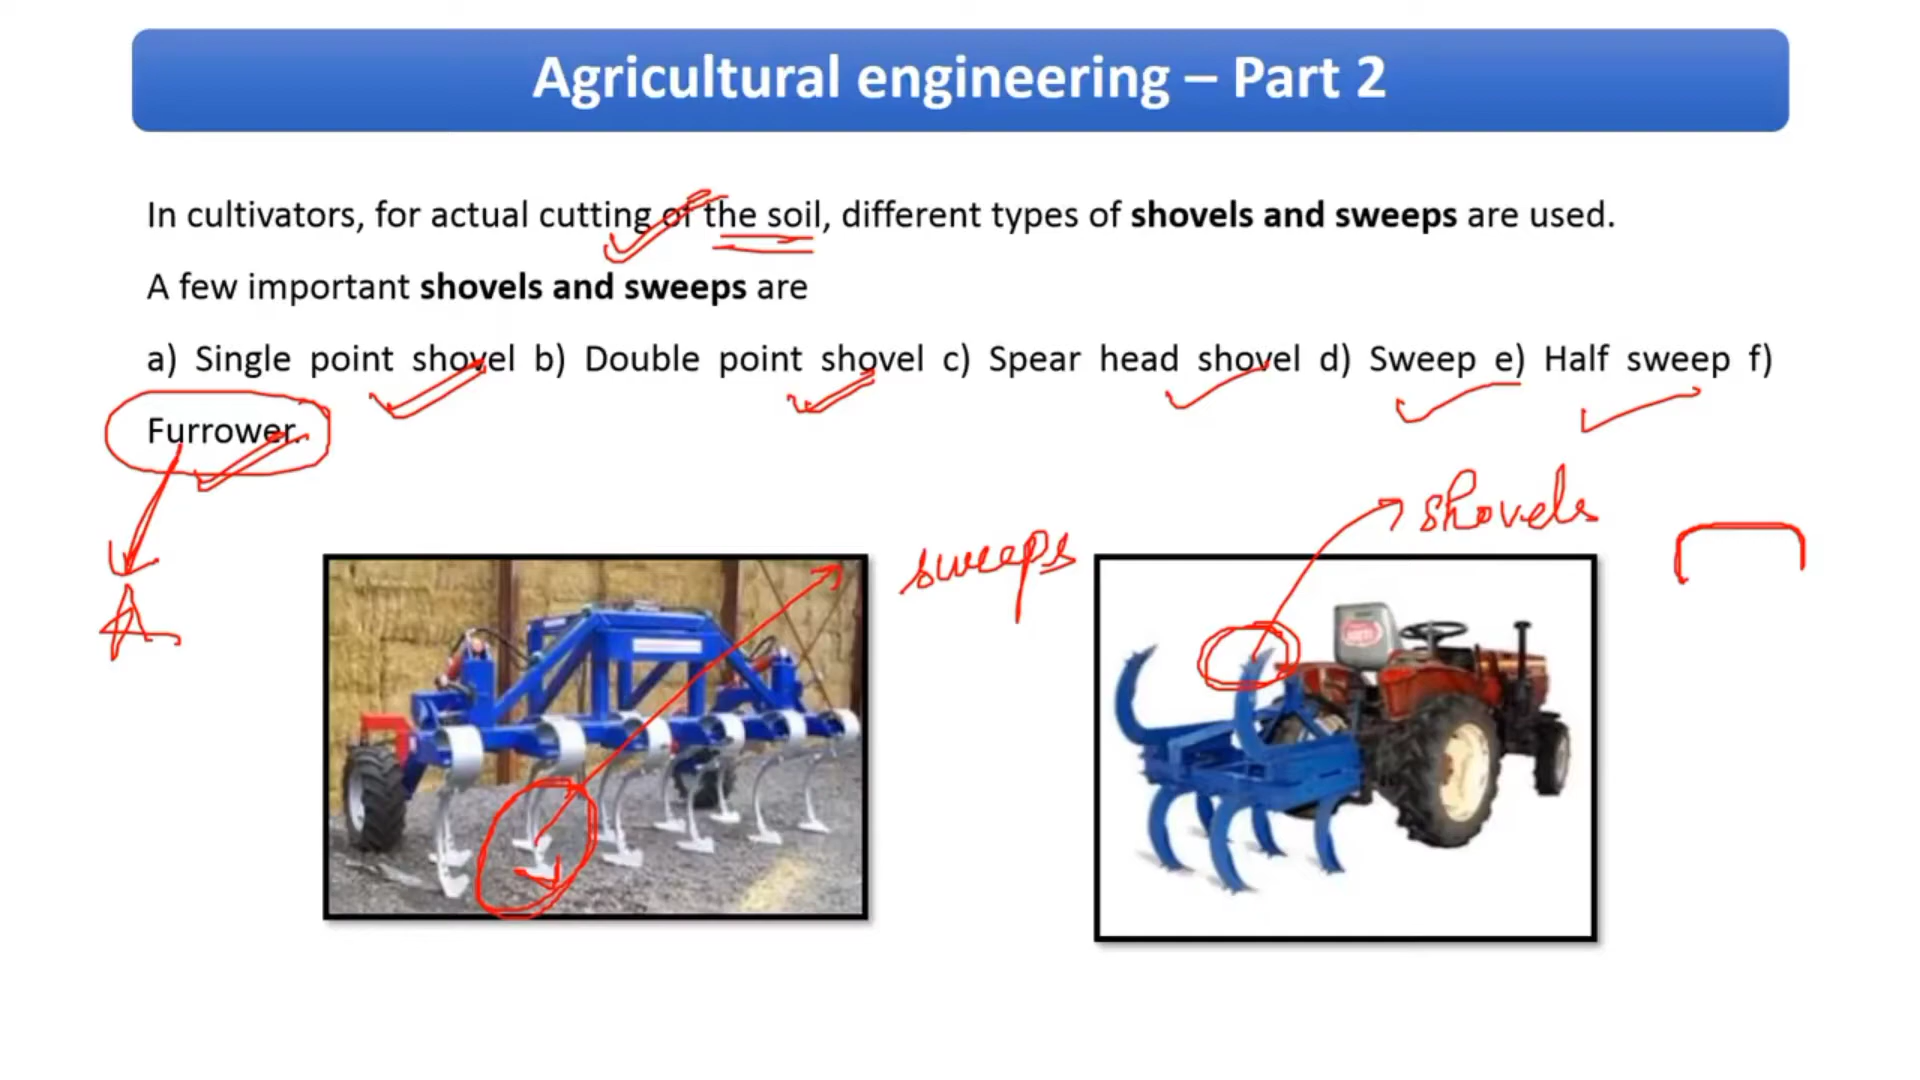 Agricultural engineering – Part 2
In cultivators, for actual cutting of the soil, different types of shovels and sweeps are used.
A few important shovels and sweeps are
a) Single point shovel b) Double point shovel c) Spear head shovel d) Sweep e) Half sweep f)
Furrower.
shovels
sweeps